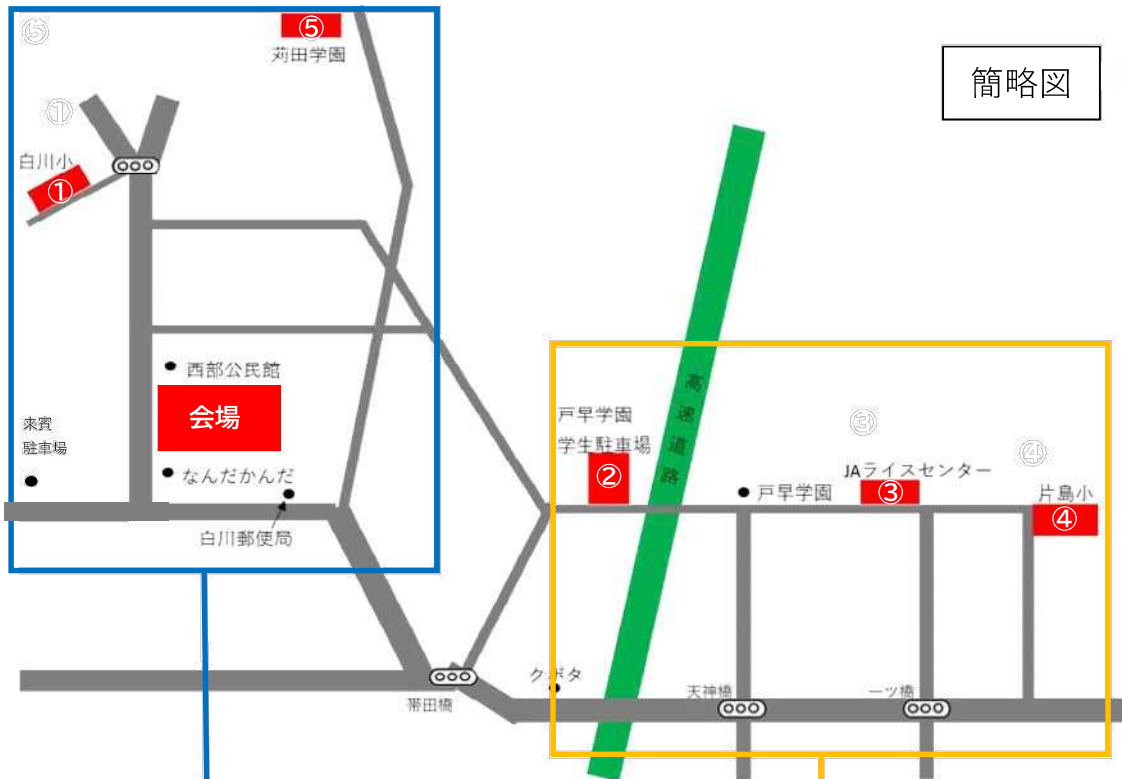 ⑤
⑤
苅田学園
簡略図
①
白川小
①
西部公民館
会場
来賓
駐車場
なんだかんだ
白川郵便局
高速道路
戸早学園
学生駐車場
②
③
④
JAライスセンター
戸早学園
③
片島小
④
クボタ
帯田橋
天神橋
一ツ橋